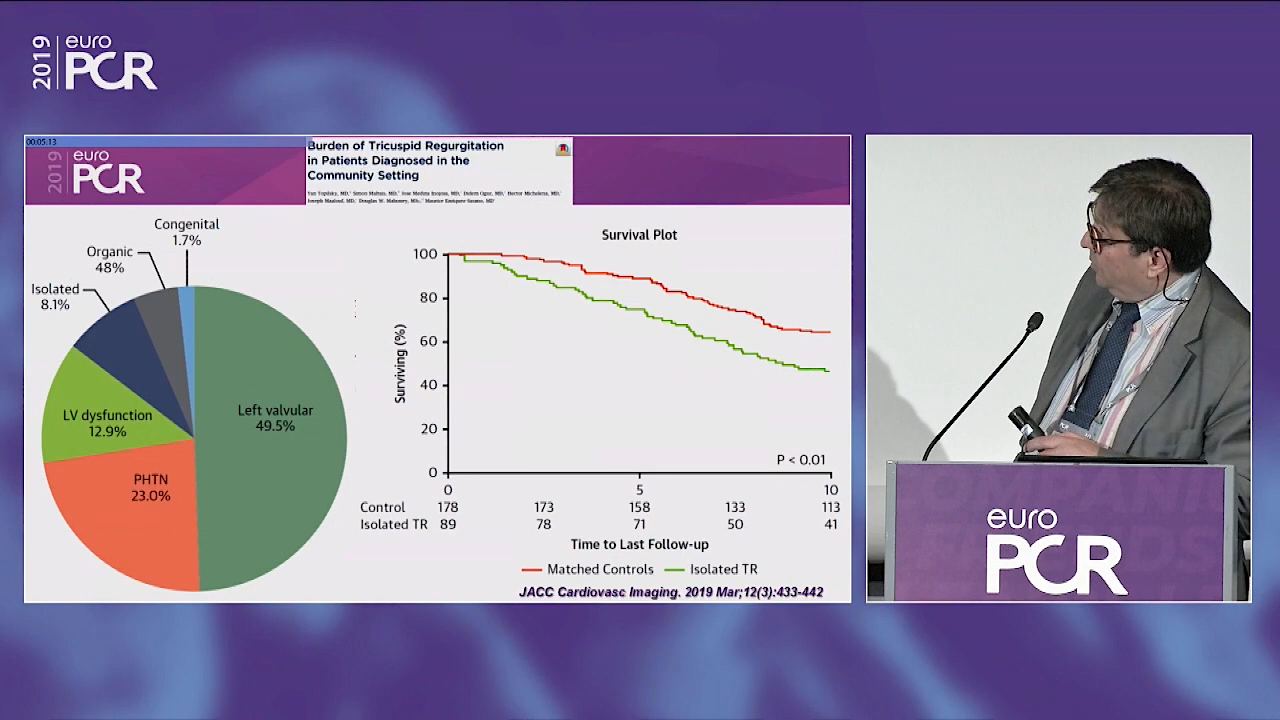 2019
euro
PCR
00:05:13
2019
euro
PCR
Burden of Tricuspid Regurgitation
in Patients Diagnosed in the
Community Setting
Congenital
1.7%
Organic
48%
Isolated
8.1%
LV dysfunction
12.9%
Left valvular
49.5%
PHTN
23.0%
Survival Plot
Surviving (%)
100
80
60
40
20
0
P < 0.01
0 5 10
Control 178 173 158 133 113
Isolated TR 89 78 71 50 41
Time to Last Follow-up
Matched Controls Isolated TR
JACC Cardiovasc Imaging. 2019 Mar;12(3):433-442
euro
PCR